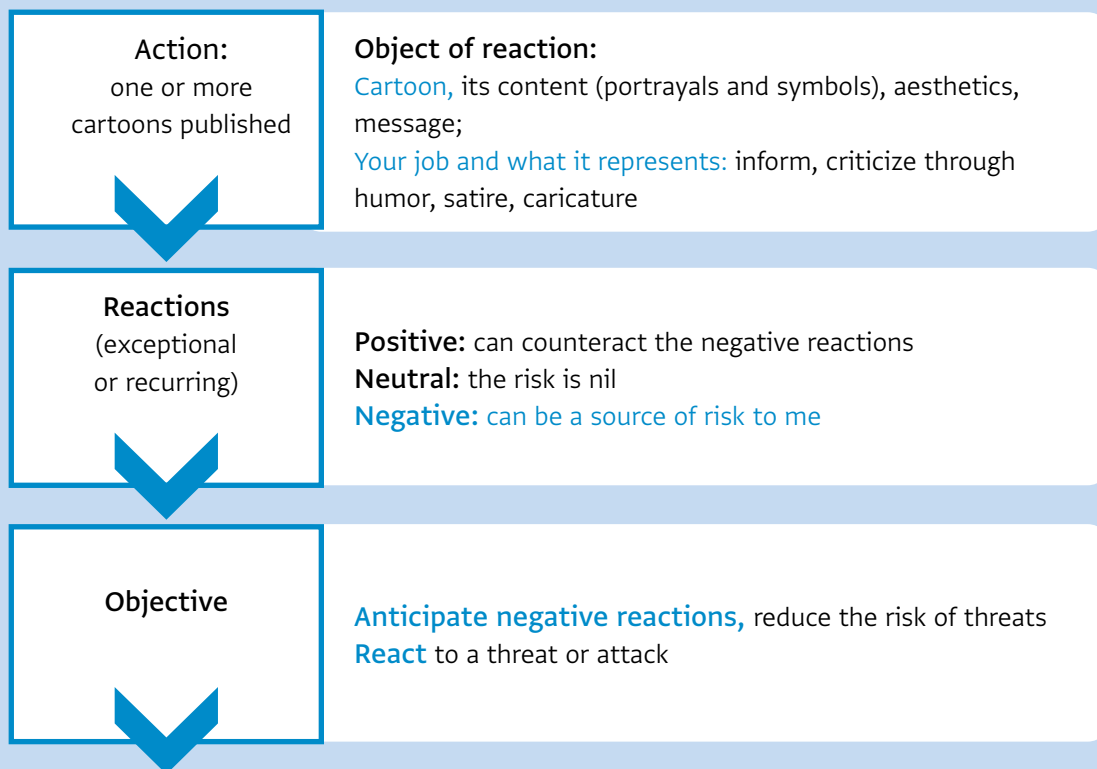 Action:
one or more
cartoons published
Object of reaction:
Cartoon, its content (portrayals and symbols), aesthetics,
message;
Your job and what it represents: inform, criticize through
humor, satire, caricature
Reactions
(exceptional
or recurring)
Positive: can counteract the negative reactions
Neutral: the risk is nil
Negative: can be a source of risk to me
Objective
Anticipate negative reactions, reduce the risk of threats
React to a threat or attack